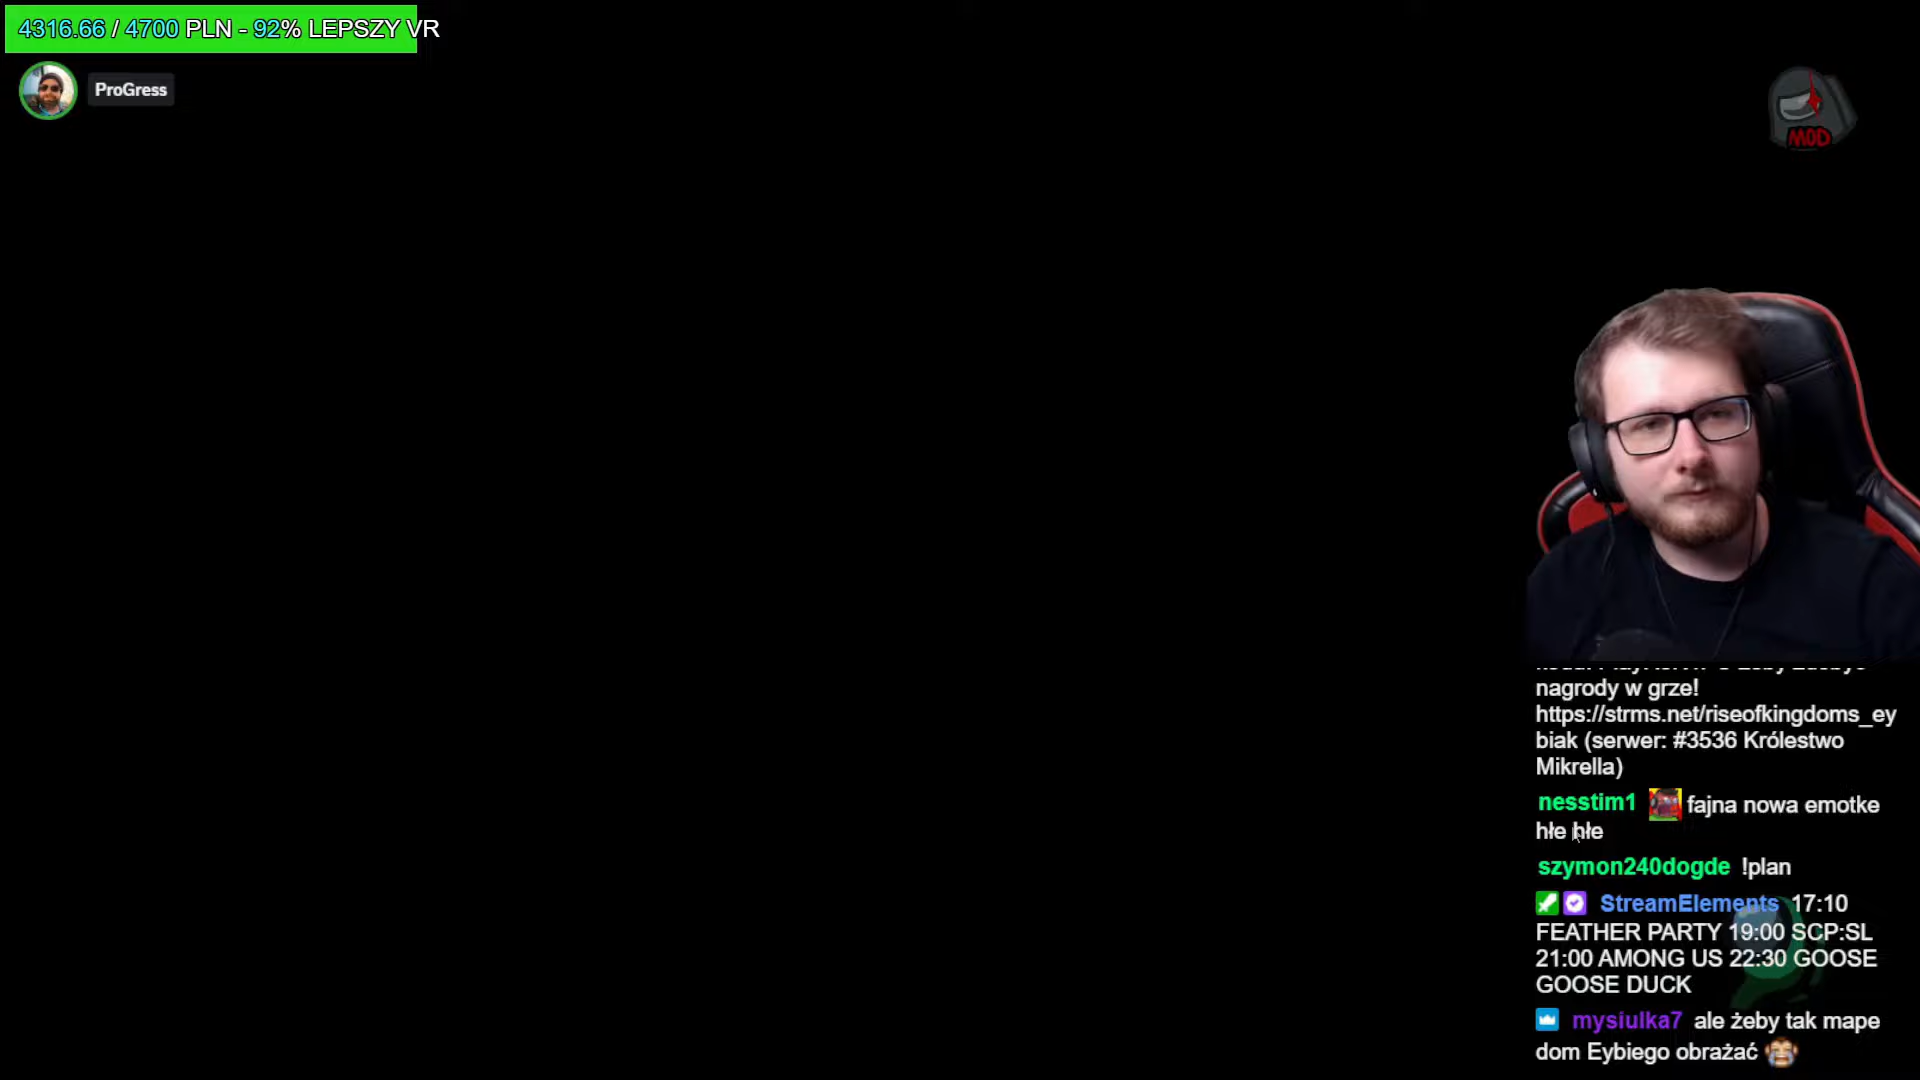 4316.66 / 4700 PLN - 92% LEPSZY VR
ProGress
MOD
nagrody w grze!
https://strms.net/riseofkingdoms_ey
biak (serwer: #3536 Królestwo
Mikrella)
nesstim1 fajna nowa emotke
hłe hłe
szymon240dogde !plan
StreamElements 17:10
FEATHER PARTY 19:00 SCP:SL
21:00 AMONG US 22:30 GOOSE
GOOSE DUCK
mysiulka7 ale żeby tak mape
dom Eybiego obrażać